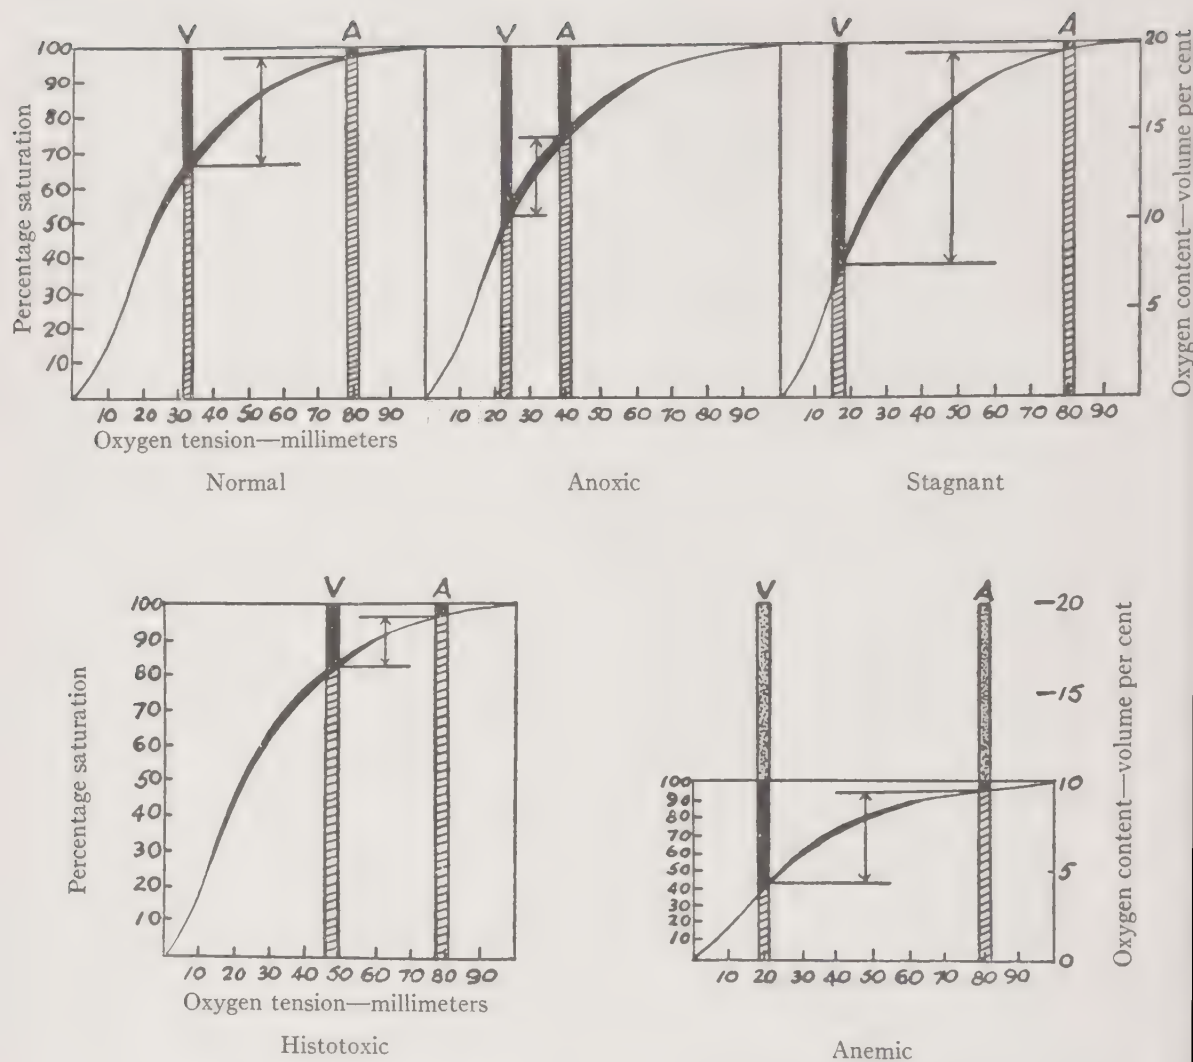 V A V A V A
100
90
80
70
60
50
40
30
20
10
Percentage saturation
20
15
10
5
Oxygen content—volume per cent
10 20 30 40 50 60 70 80 90 10 20 30 40 50 60 70 80 90 10 20 30 40 50 60 70 80 90
Oxygen tension—millimeters
Normal Anoxic Stagnant
V A
100
90
80
70
60
50
40
30
20
10
Percentage saturation
10 20 30 40 50 60 70 80 90
Oxygen tension—millimeters
Histotoxic
V A
20
15
10
5
0
Oxygen content—volume per cent
100
90
80
70
60
50
40
30
20
10
10 20 30 40 50 60 70 80 90
Anemic